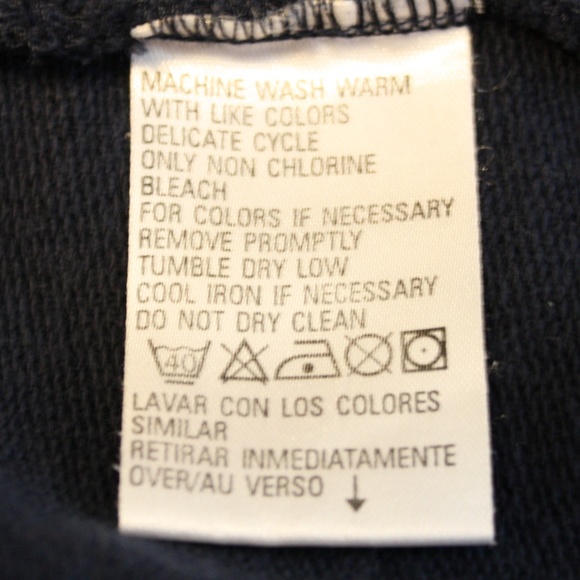 MACHINE WASH WARM
WITH LIKE COLORS
DELICATE CYCLE
ONLY NON CHLORINE
BLEACH
FOR COLORS IF NECESSARY
REMOVE PROMPTLY
TUMBLE DRY LOW
COOL IRON IF NECESSARY
DO NOT DRY CLEAN
40
LAVAR CON LOS COLORES
SIMILAR
RETIRAR INMEDIATAMENTE
OVER/AU VERSO